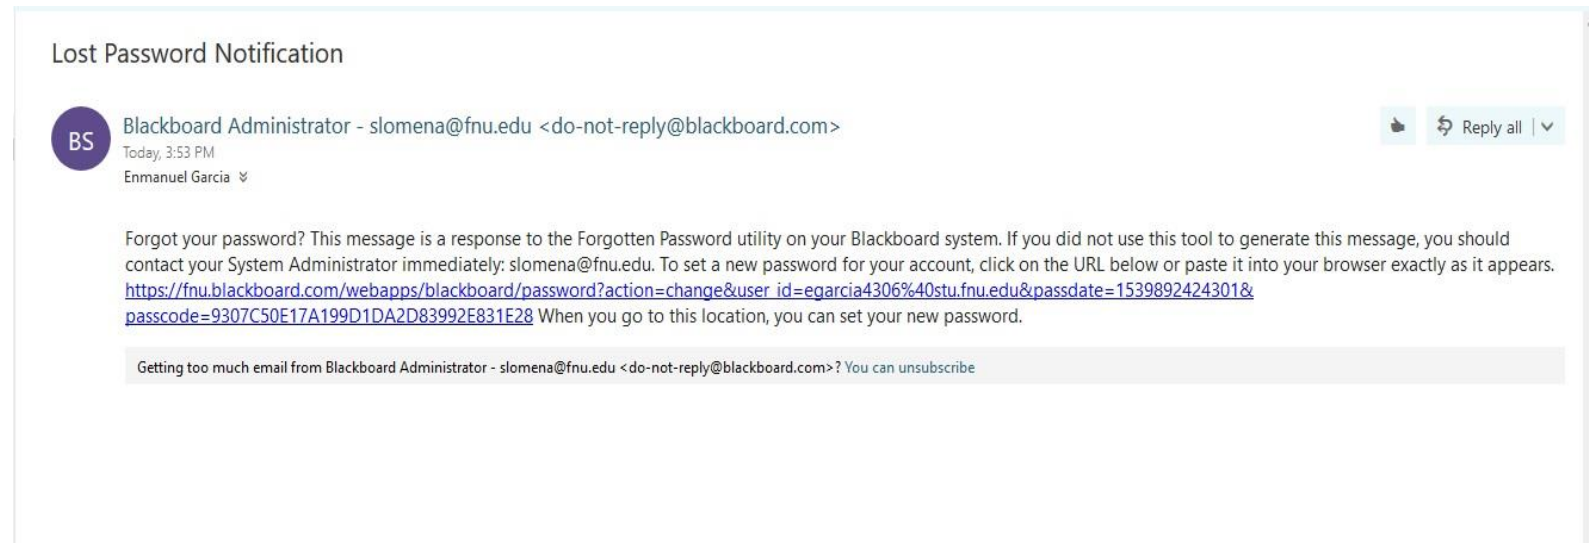 Lost Password Notification
BS
Blackboard Administrator - slomena@fnu.edu <do-not-reply@blackboard.com>
Reply all
Today, 3:53 PM
Enmanuel Garcia
Forgot your password? This message is a response to the Forgotten Password utility on your Blackboard system. If you did not use this tool to generate this message, you should
contact your System Administrator immediately: slomena@fnu.edu. To set a new password for your account, click on the URL below or paste it into your browser exactly as it appears.
https://fnu.blackboard.com/webapps/blackboard/password?action=change&user_id=egarcia4306%40stu.fnu.edu&passdate=1539892424301&
passcode=9307C50E17A199D1DA2D83992E831E28 When you go to this location, you can set your new password.
Getting too much email from Blackboard Administrator - slomena@fnu.edu <do-not-reply@blackboard.com>? You can unsubscribe